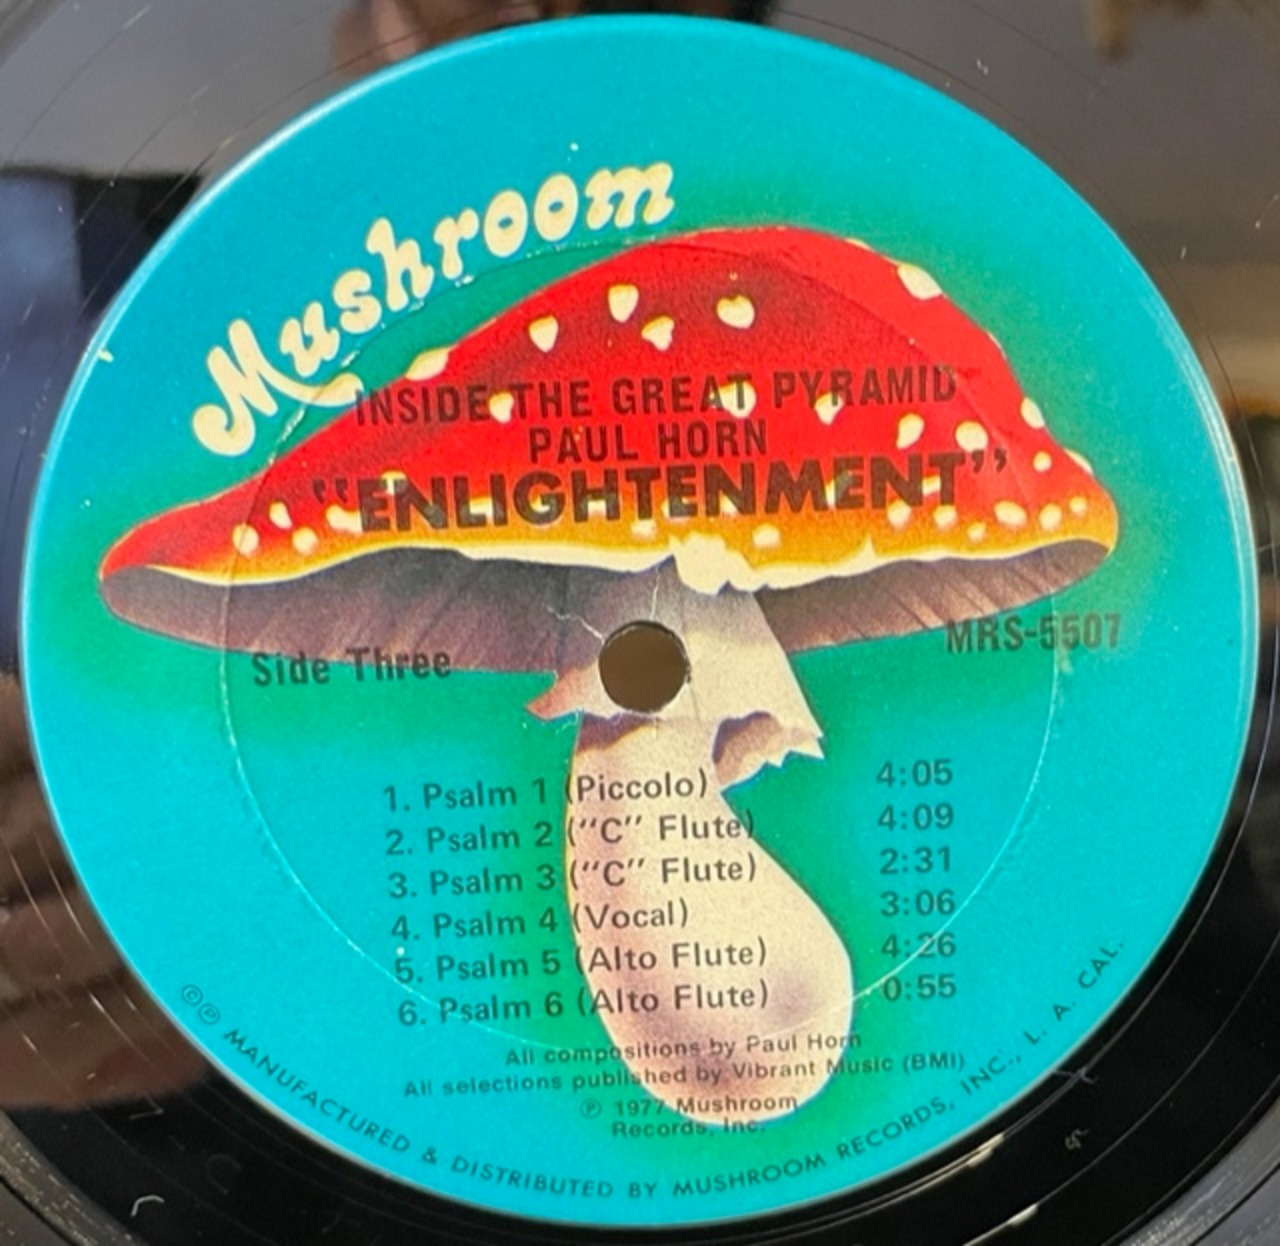 Mushroom
INSIDE THE GREAT PYRAMID
PAUL HORN
"ENLIGHTENMENT"
Side Three
MRS-5507
1. Psalm 1 (Piccolo) 4:05
2. Psalm 2 ("C" Flute) 4:09
3. Psalm 3 ("C" Flute) 2:31
4. Psalm 4 (Vocal) 3:06
5. Psalm 5 (Alto Flute) 4:26
6. Psalm 6 (Alto Flute) 0:55
All compositions by Paul Horn
All selections published by Vibrant Music (BMI)
Ⓟ 1977 Mushroom
Records, Inc.
©Ⓟ MANUFACTURED & DISTRIBUTED BY MUSHROOM RECORDS, INC., L. A. CAL.